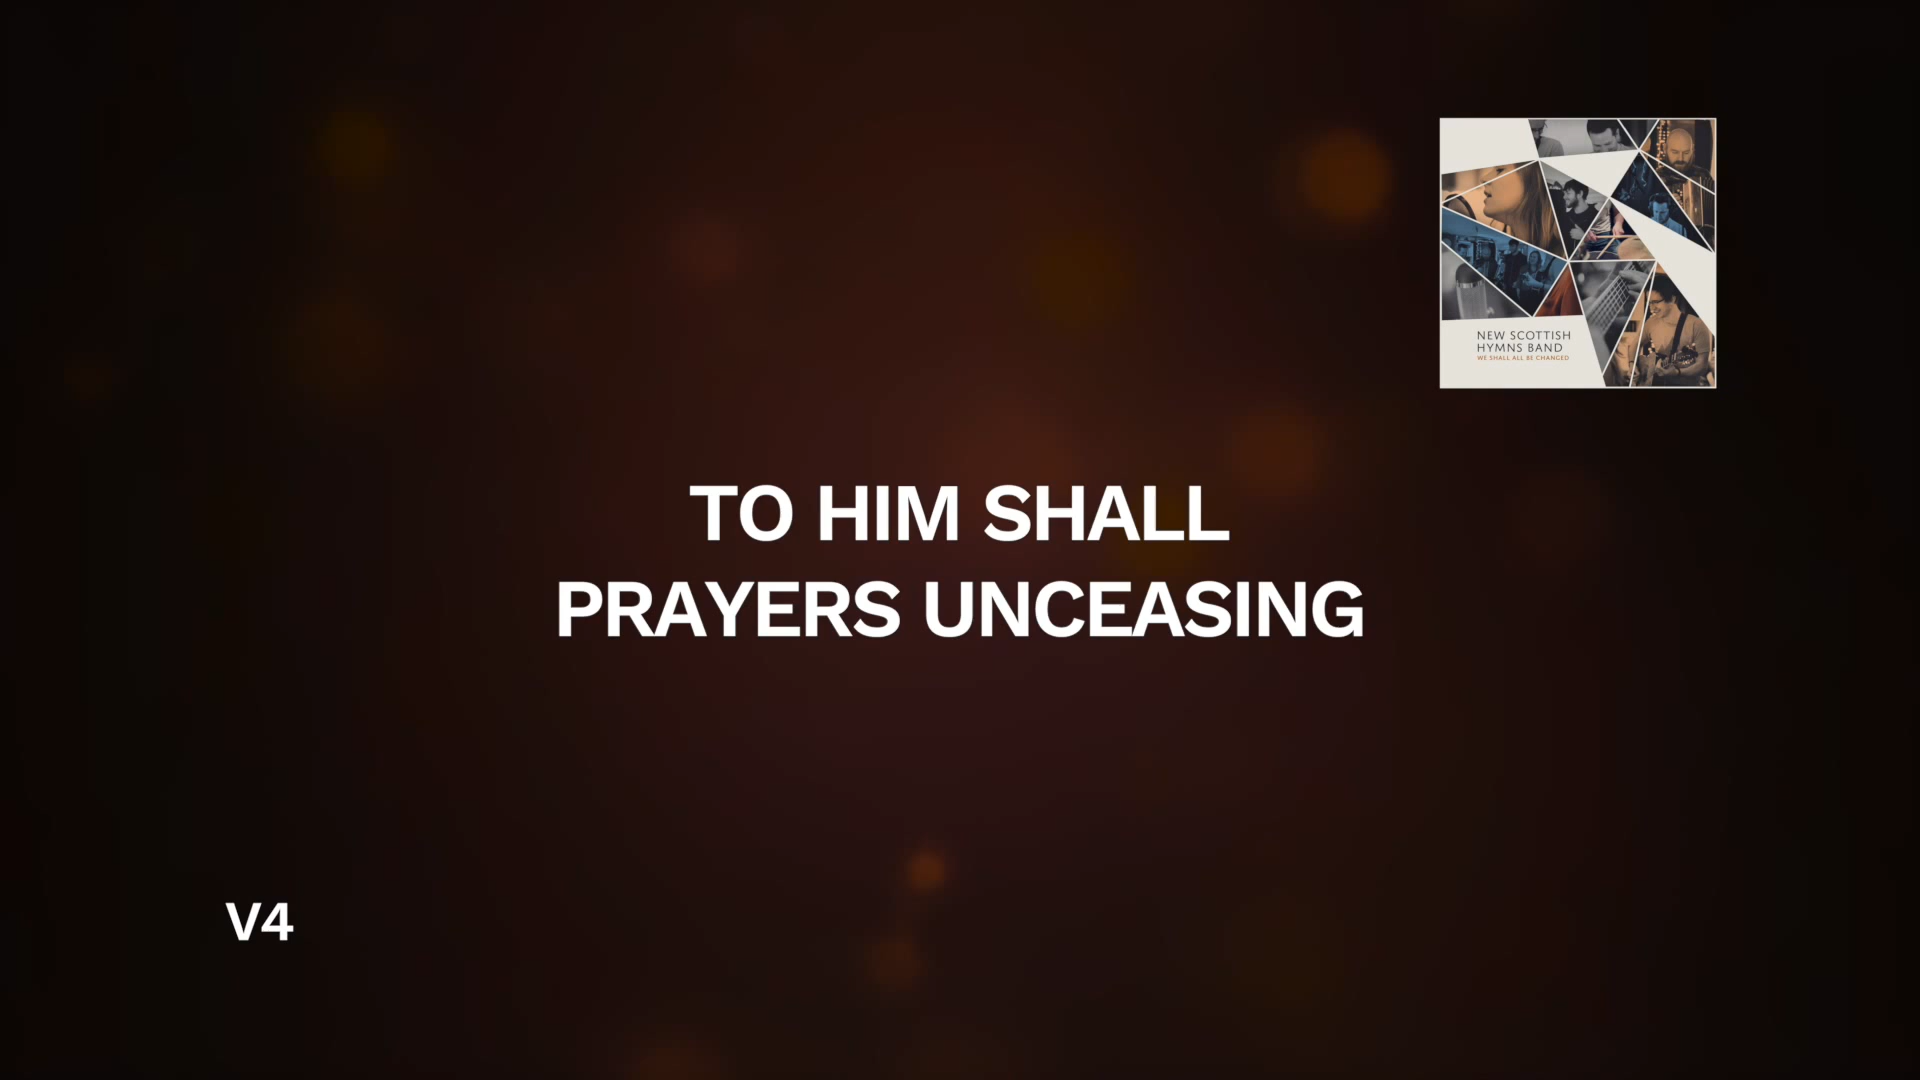 NEW SCOTTISH
HYMNS BAND
WE SHALL ALL BE CHANGED
TO HIM SHALL
PRAYERS UNCEASING
V4